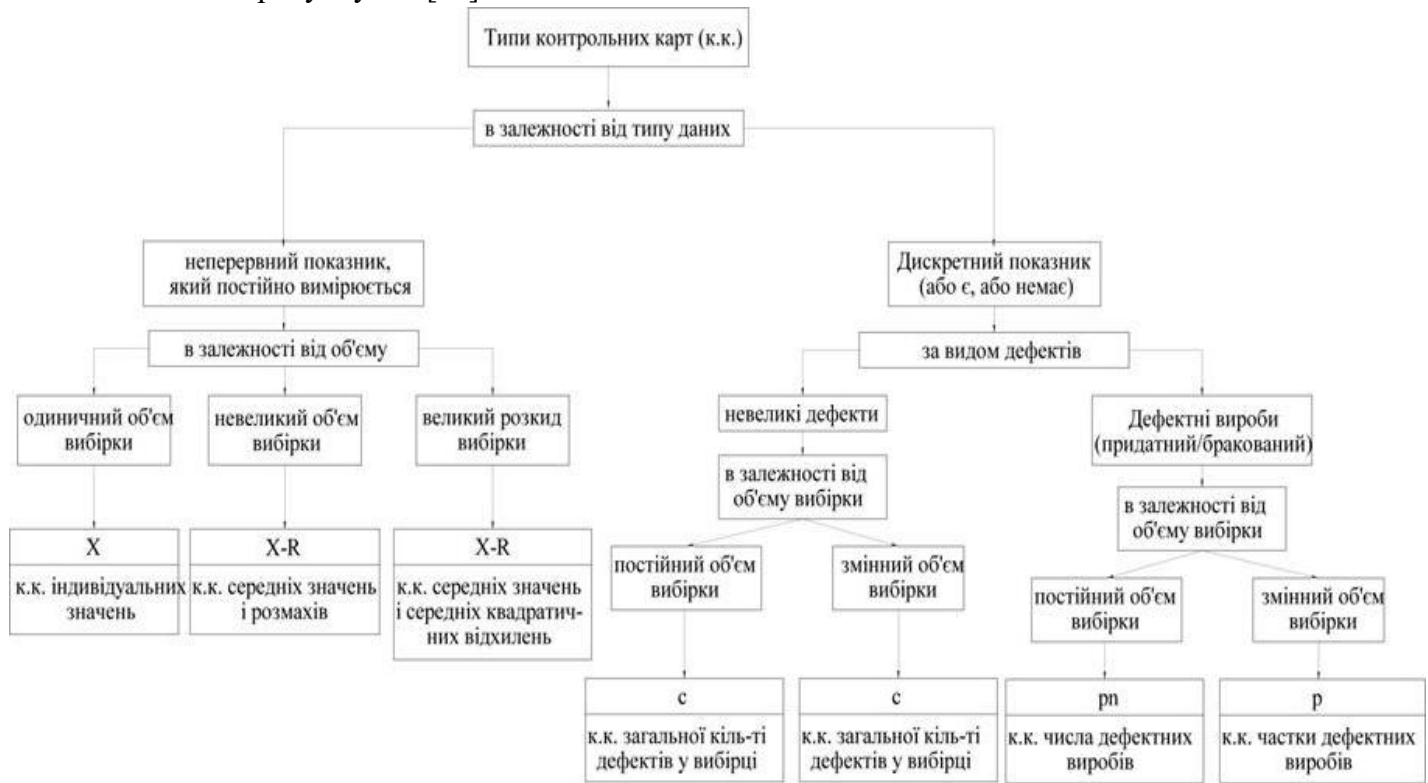 Типи контрольних карт (к.к.)
в залежності від типу даних
неперервний показник,
який постійно вимірюється
Дискретний показник
(або є, або немає)
в залежності від об'єму
за видом дефектів
одиничний об'єм
вибірки
невеликий об'єм
вибірки
великий розкид
вибірки
невеликі дефекти
Дефектні вироби
(придатний/бракований)
в залежності від
об'єму вибірки
в залежності від
об'єму вибірки
X
к.к. індивідуальних
значень
X-R
к.к. середніх значень
і розмахів
X-R
к.к. середніх значень
і середніх квадратич-
них відхилень
постійний об'єм
вибірки
змінний об'єм
вибірки
постійний об'єм
вибірки
змінний об'єм
вибірки
c
к.к. загальної кіль-ті
дефектів у вибірці
c
к.к. загальної кіль-ті
дефектів у вибірці
pn
к.к. числа дефектних
виробів
p
к.к. частки дефектних
виробів